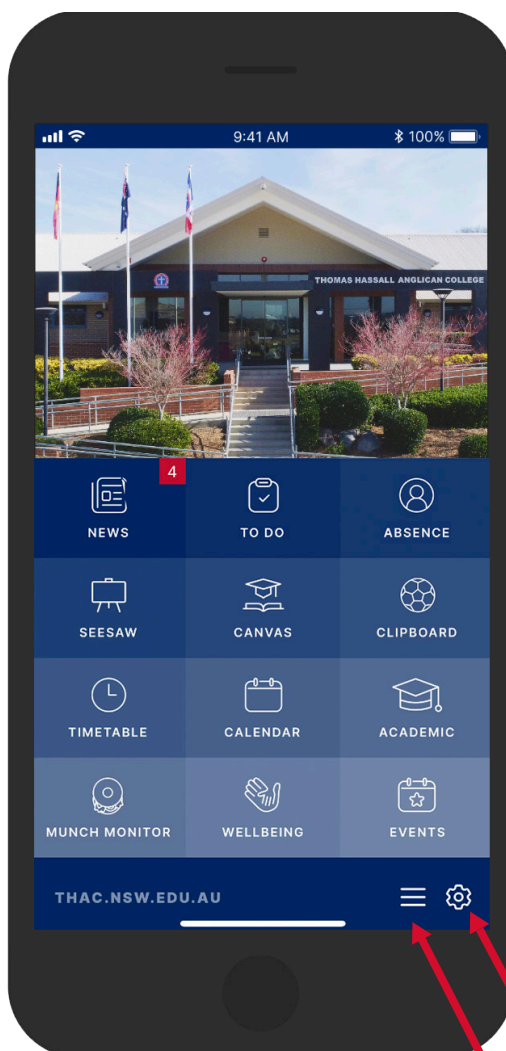 9:41 AM
100%
THOMAS HASSALL ANGLICAN COLLEGE
4
NEWS
TO DO
ABSENCE
SEESAW
CANVAS
CLIPBOARD
TIMETABLE
CALENDAR
ACADEMIC
MUNCH MONITOR
WELLBEING
EVENTS
THAC.NSW.EDU.AU